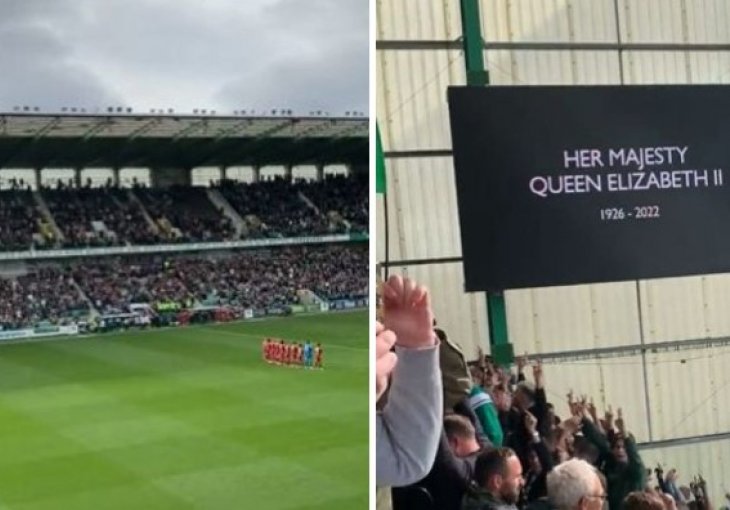 HER MAJESTY
QUEEN ELIZABETH II
1926 - 2022